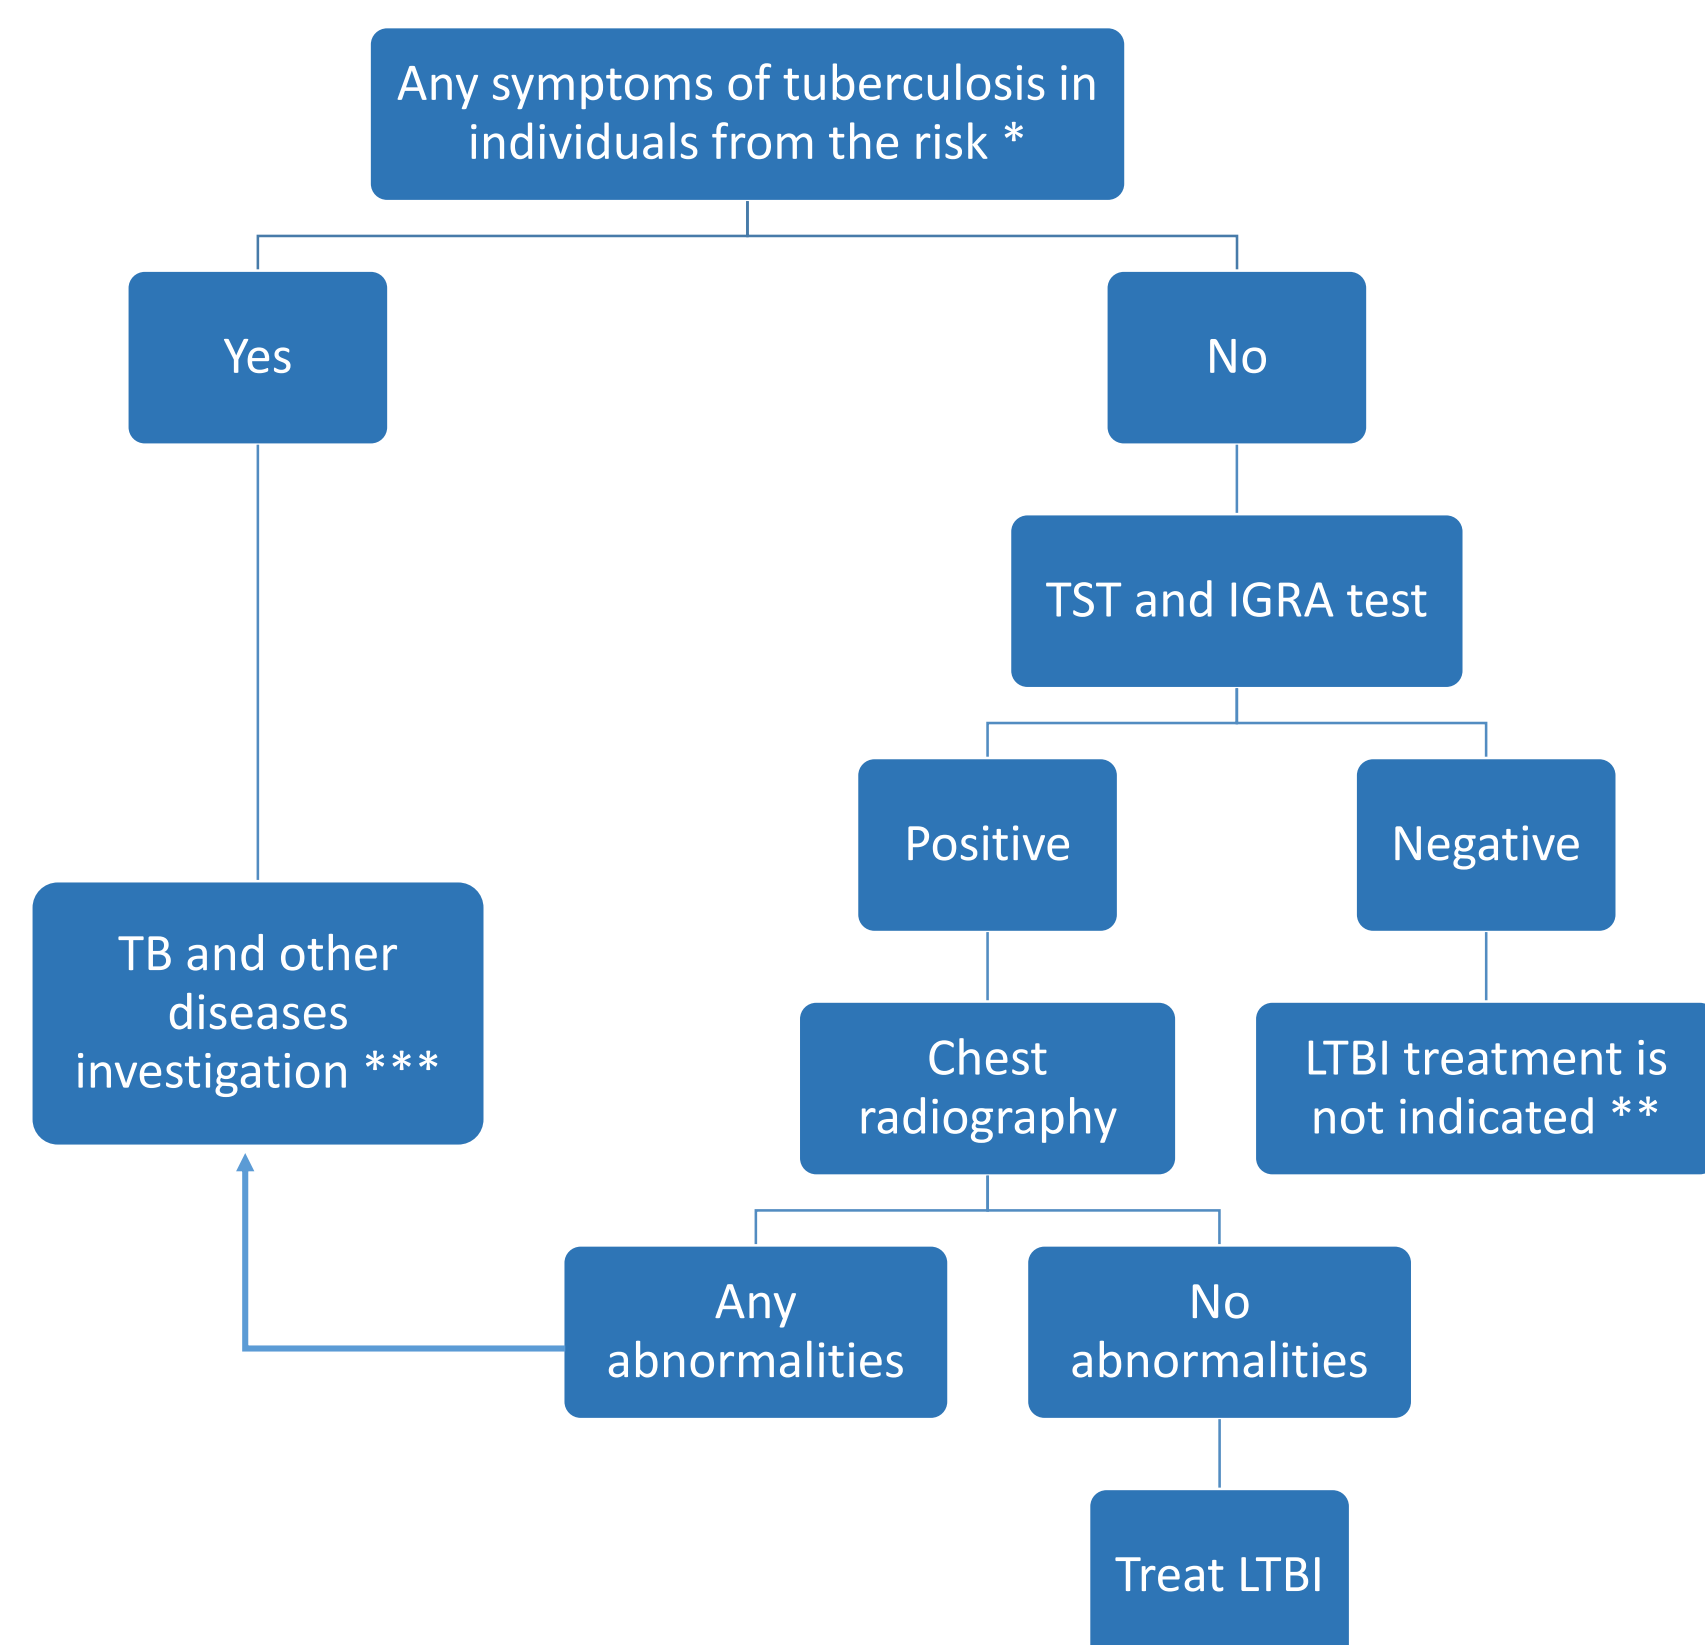 Any symptoms of tuberculosis in
individuals from the risk *
Yes
No
TST and IGRA test
Positive
Negative
TB and other
diseases
investigation ***
Chest
radiography
LTBI treatment is
not indicated **
Any
abnormalities
No
abnormalities
Treat LTBI